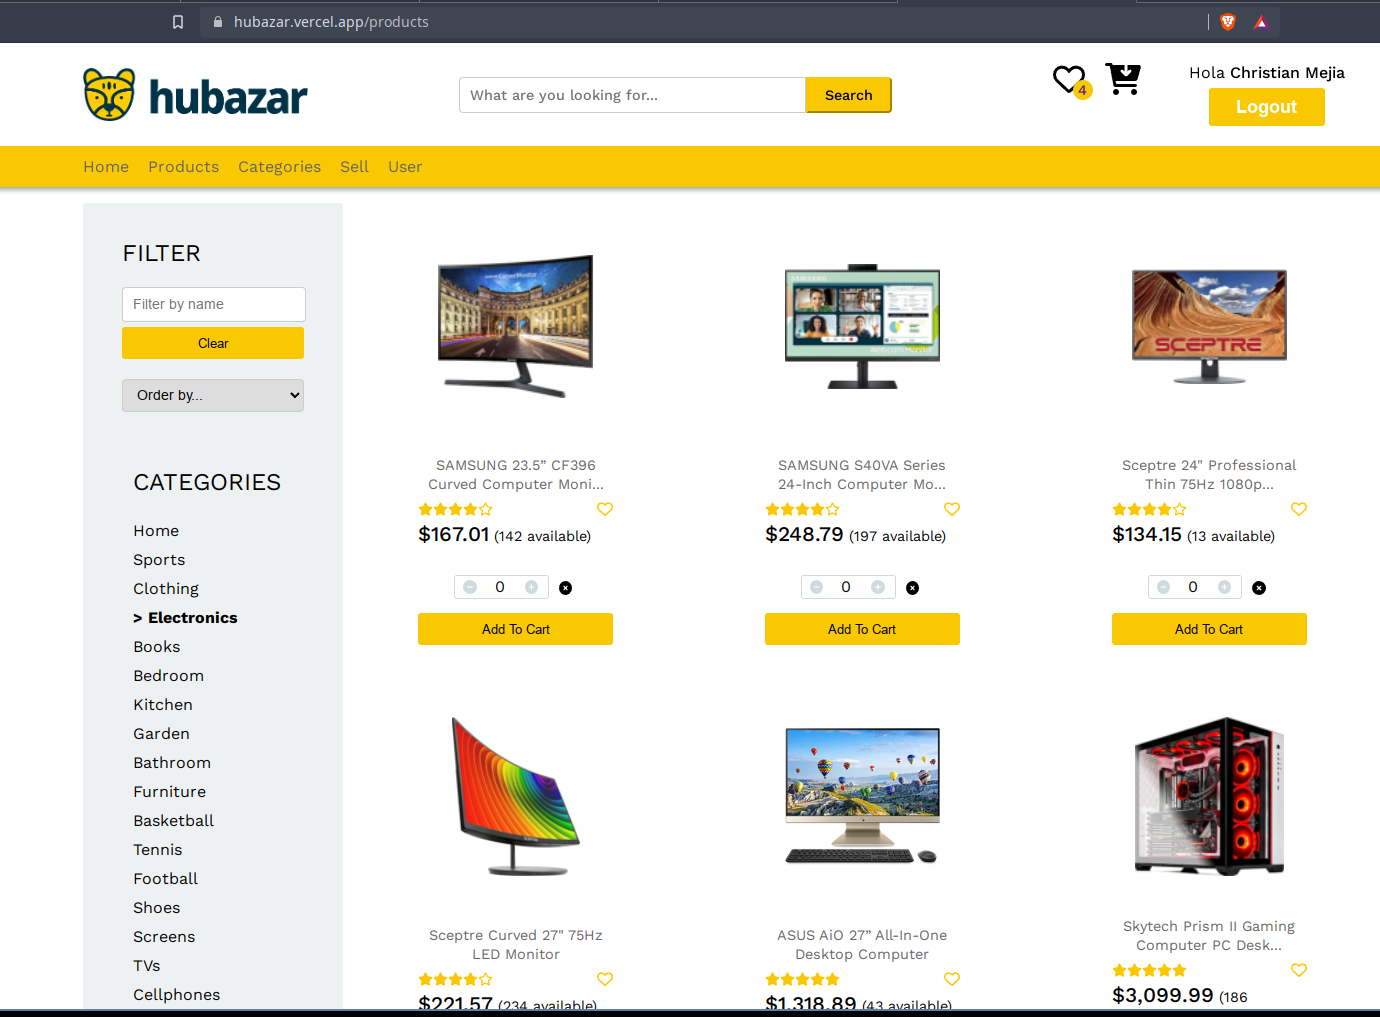 hubazar.vercel.app/products
hubazar
What are you looking for...
Search
4
Hola Christian Mejia
Logout
Home Products Categories Sell User
FILTER
Filter by name
Clear
Order by...
CATEGORIES
Home
Sports
Clothing
> Electronics
Books
Bedroom
Kitchen
Garden
Bathroom
Furniture
Basketball
Tennis
Football
Shoes
Screens
TVs
Cellphones
SAMSUNG 23.5” CF396
Curved Computer Moni...
$167.01 (142 available)
0
Add To Cart
SAMSUNG
SAMSUNG S40VA Series
24-Inch Computer Mo...
$248.79 (197 available)
0
Add To Cart
SCEPTRE
Sceptre 24" Professional
Thin 75Hz 1080p...
$134.15 (13 available)
0
Add To Cart
Sceptre Curved 27" 75Hz
LED Monitor
$221.57 (234 available)
ASUS AiO 27” All-In-One
Desktop Computer
$1,318.89 (43 available)
Skytech Prism II Gaming
Computer PC Desk...
$3,099.99 (186